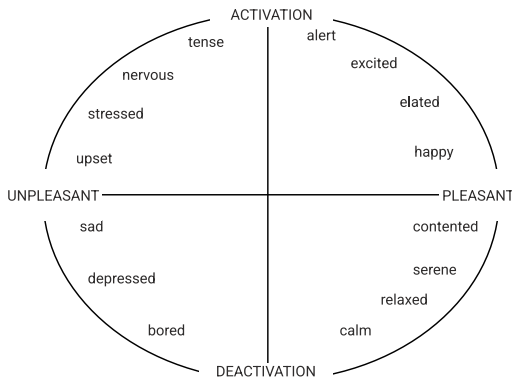 ACTIVATION
tense
alert
nervous
excited
stressed
elated
upset
happy
UNPLEASANT
PLEASANT
sad
contented
depressed
serene
relaxed
bored
calm
DEACTIVATION